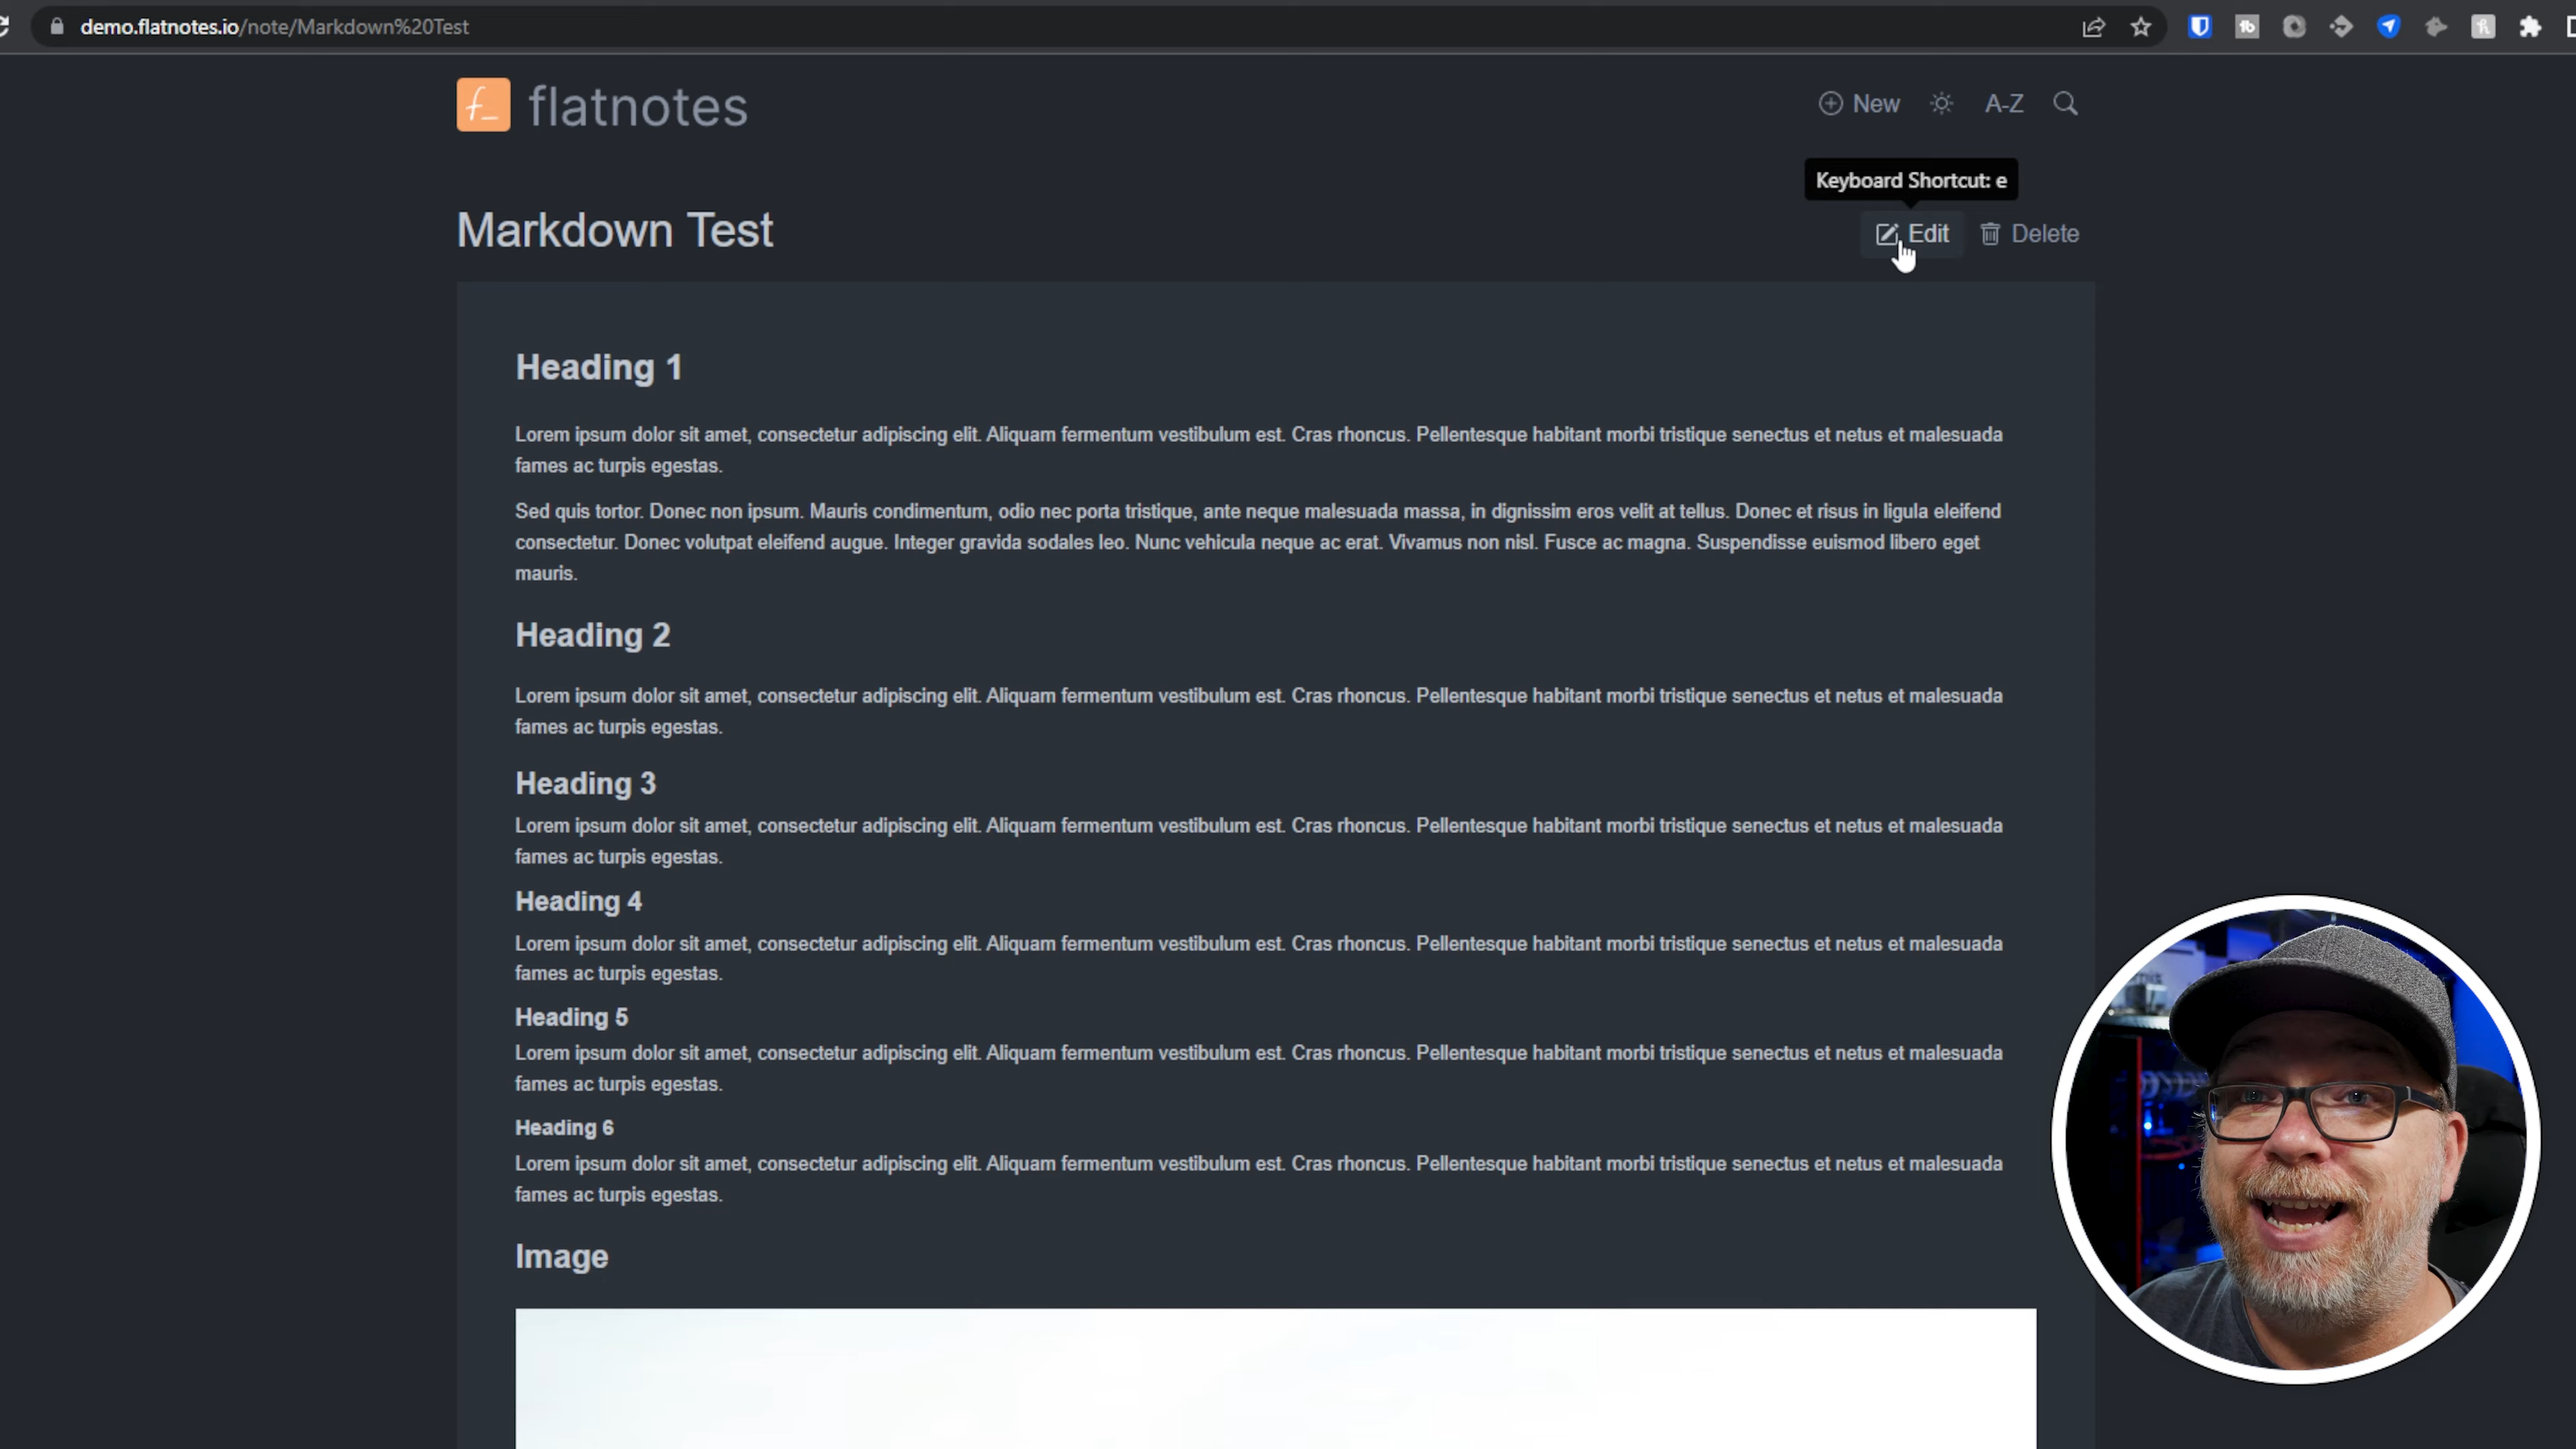 demo.flatnotes.io/note/Markdown%20Test
flatnotes
New
A-Z
Keyboard Shortcut: e
Markdown Test
Edit
Delete
Heading 1
Lorem ipsum dolor sit amet, consectetur adipiscing elit. Aliquam fermentum vestibulum est. Cras rhoncus. Pellentesque habitant morbi tristique senectus et netus et malesuada
fames ac turpis egestas.
Sed quis tortor. Donec non ipsum. Mauris condimentum, odio nec porta tristique, ante neque malesuada massa, in dignissim eros velit at tellus. Donec et risus in ligula eleifend
consectetur. Donec volutpat eleifend augue. Integer gravida sodales leo. Nunc vehicula neque ac erat. Vivamus non nisl. Fusce ac magna. Suspendisse euismod libero eget
mauris.
Heading 2
Lorem ipsum dolor sit amet, consectetur adipiscing elit. Aliquam fermentum vestibulum est. Cras rhoncus. Pellentesque habitant morbi tristique senectus et netus et malesuada
fames ac turpis egestas.
Heading 3
Lorem ipsum dolor sit amet, consectetur adipiscing elit. Aliquam fermentum vestibulum est. Cras rhoncus. Pellentesque habitant morbi tristique senectus et netus et malesuada
fames ac turpis egestas.
Heading 4
Lorem ipsum dolor sit amet, consectetur adipiscing elit. Aliquam fermentum vestibulum est. Cras rhoncus. Pellentesque habitant morbi tristique senectus et netus et malesuada
fames ac turpis egestas.
Heading 5
Lorem ipsum dolor sit amet, consectetur adipiscing elit. Aliquam fermentum vestibulum est. Cras rhoncus. Pellentesque habitant morbi tristique senectus et netus et malesuada
fames ac turpis egestas.
Heading 6
Lorem ipsum dolor sit amet, consectetur adipiscing elit. Aliquam fermentum vestibulum est. Cras rhoncus. Pellentesque habitant morbi tristique senectus et netus et malesuada
fames ac turpis egestas.
Image